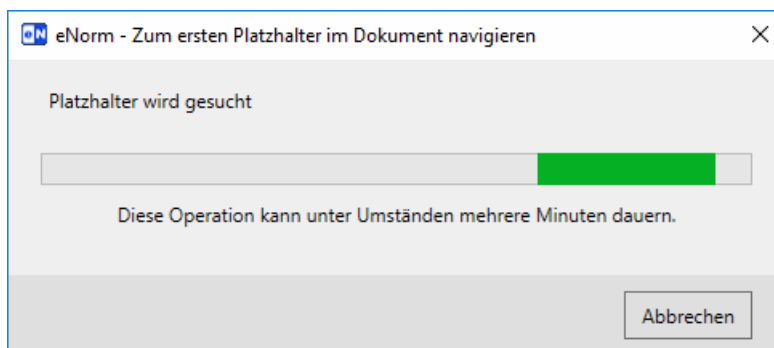 eN eNorm - Zum ersten Platzhalter im Dokument navigieren
Platzhalter wird gesucht
Diese Operation kann unter Umständen mehrere Minuten dauern.
Abbrechen